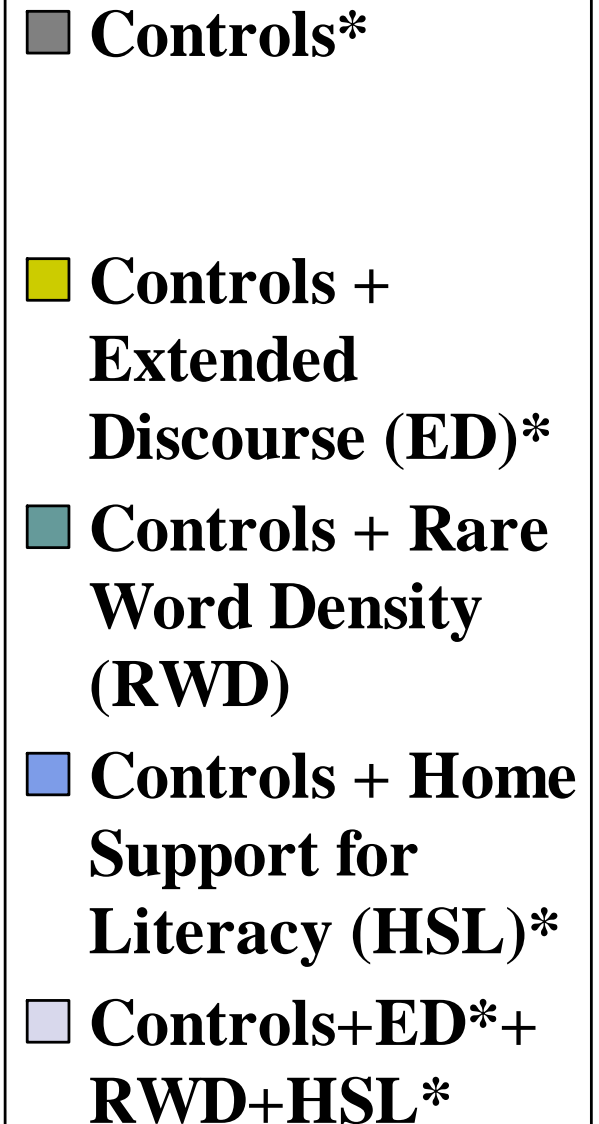 Controls*
Controls +
Extended
Discourse (ED)*
Controls + Rare
Word Density
(RWD)
Controls + Home
Support for
Literacy (HSL)*
Controls+ED*+
RWD+HSL*